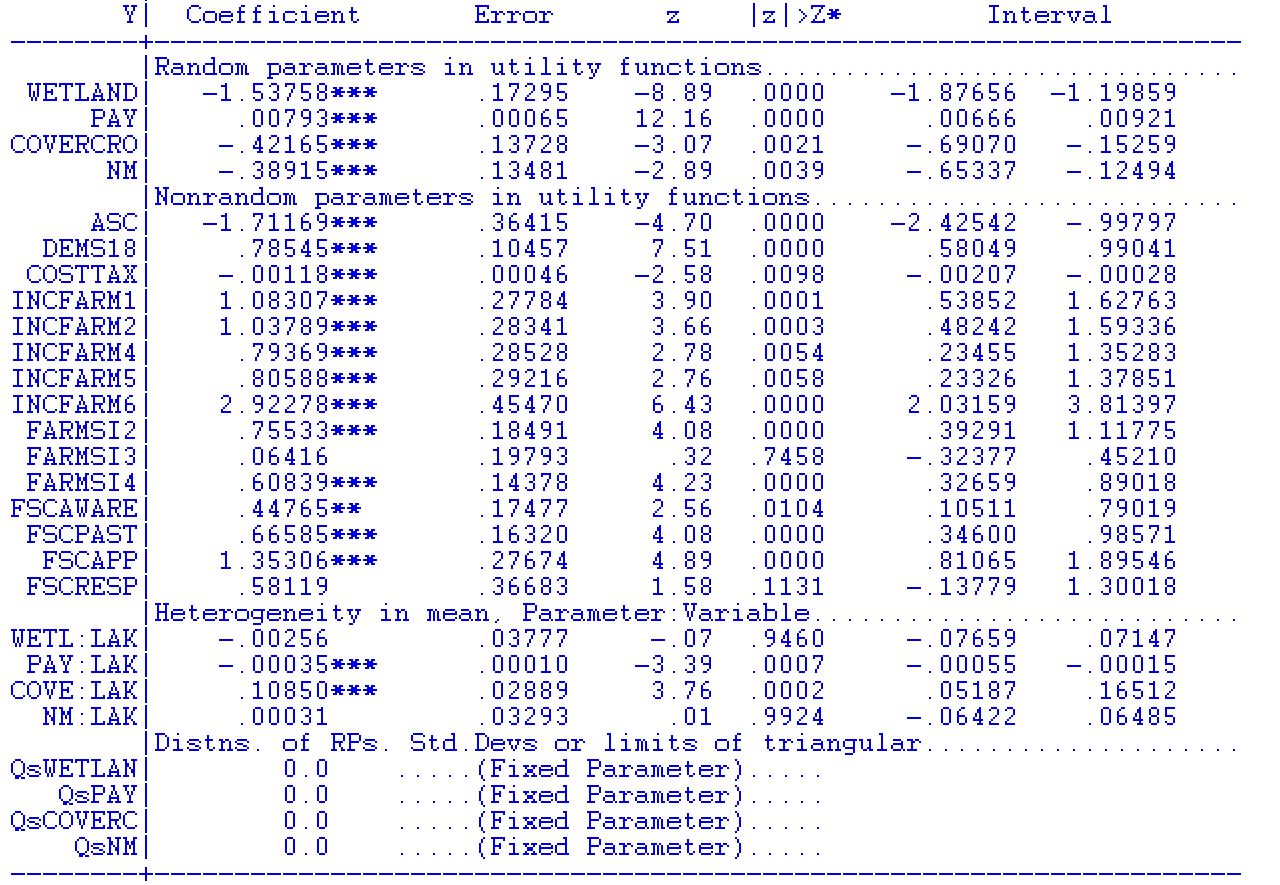 Y| Coefficient Error z |z|>Z* Interval
--------+--------------------------------------------------------------------
|Random parameters in utility functions..............................
WETLAND| -1.53758*** .17295 -8.89 .0000 -1.87656 -1.19859
PAY| .00793*** .00065 12.16 .0000 .00666 .00921
COVERCRO| -.42165*** .13728 -3.07 .0021 -.69070 -.15259
NM| -.38915*** .13481 -2.89 .0039 -.65337 -.12494
|Nonrandom parameters in utility functions...........................
ASC| -1.71169*** .36415 -4.70 .0000 -2.42542 -.99797
DEMS18| .78545*** .10457 7.51 .0000 .58049 .99041
COSTTAX| -.00118*** .00046 -2.58 .0098 -.00207 -.00028
INCFARM1| 1.08307*** .27784 3.90 .0001 .53852 1.62763
INCFARM2| 1.03789*** .28341 3.66 .0003 .48242 1.59336
INCFARM4| .79369*** .28528 2.78 .0054 .23455 1.35283
INCFARM5| .80588*** .29216 2.76 .0058 .23326 1.37851
INCFARM6| 2.92278*** .45470 6.43 .0000 2.03159 3.81397
FARMSI2| .75533*** .18491 4.08 .0000 .39291 1.11775
FARMSI3| .06416 .19793 .32 .7458 -.32377 .45210
FARMSI4| .60839*** .14378 4.23 .0000 .32659 .89018
FSCAWARE| .44765** .17477 2.56 .0104 .10511 .79019
FSCPAST| .66585*** .16320 4.08 .0000 .34600 .98571
FSCAPP| 1.35306*** .27674 4.89 .0000 .81065 1.89546
FSCRESP| .58119 .36683 1.58 .1131 -.13779 1.30018
|Heterogeneity in mean, Parameter:Variable...........................
WETL:LAK| -.00256 .03777 -.07 .9460 -.07659 .07147
PAY:LAK| -.00035*** .00010 -3.39 .0007 -.00055 -.00015
COVE:LAK| .10850*** .02889 3.76 .0002 .05187 .16512
NM:LAK| .00031 .03293 .01 .9924 -.06422 .06485
|Distns. of RPs. Std.Devs or limits of triangular....................
QsWETLAN| 0.0 .....(Fixed Parameter).....
QsPAY| 0.0 .....(Fixed Parameter).....
QsCOVERC| 0.0 .....(Fixed Parameter).....
QsNM| 0.0 .....(Fixed Parameter).....
--------+--------------------------------------------------------------------